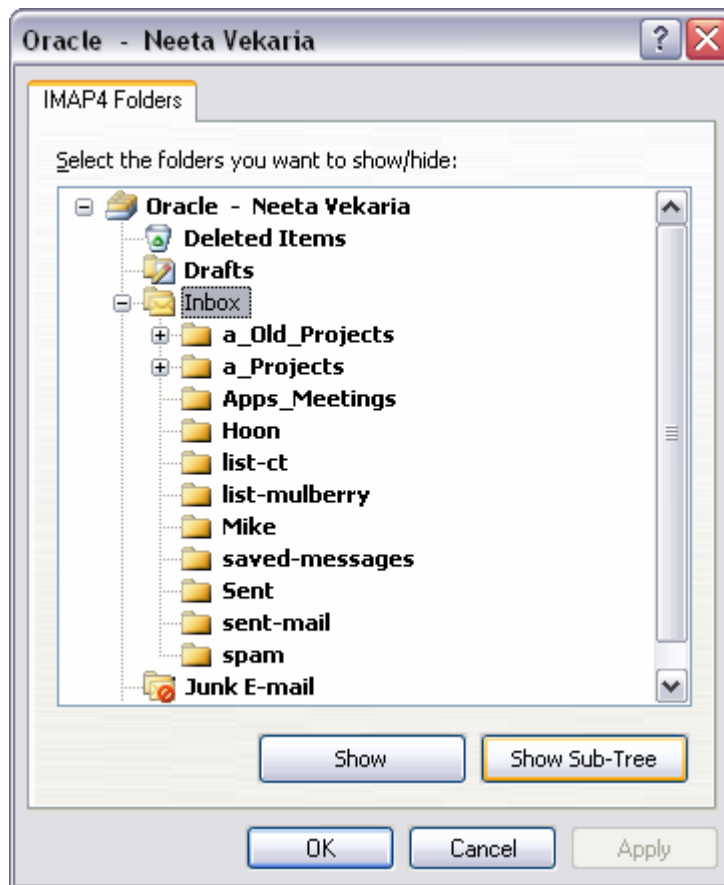 Oracle - Neeta Vekaria
IMAP4 Folders
Select the folders you want to show/hide:
Oracle - Neeta Vekaria
Deleted Items
Drafts
Inbox
a_Old_Projects
a_Projects
Apps_Meetings
Hoon
list-ct
list-mulberry
Mike
saved-messages
Sent
sent-mail
spam
Junk E-mail
Show Show Sub-Tree
OK Cancel Apply